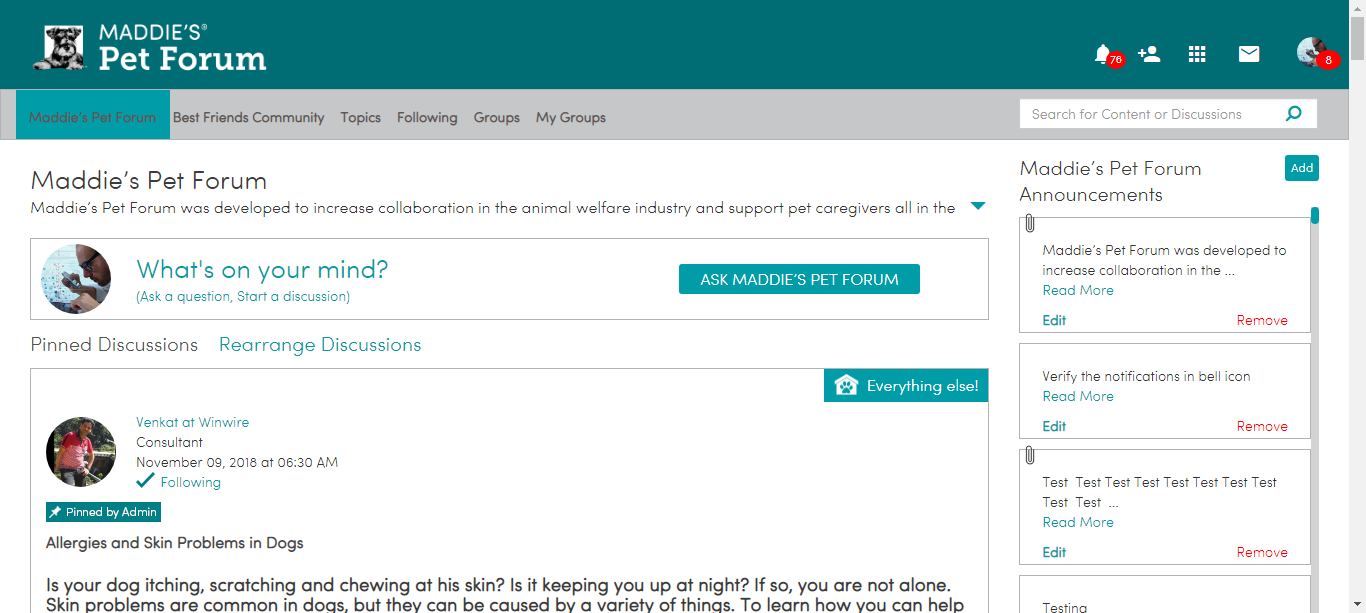 MADDIE'S®
Pet Forum
76
8
Maddie's Pet Forum Best Friends Community Topics Following Groups My Groups
Search for Content or Discussions
Maddie's Pet Forum
Maddie's Pet Forum was developed to increase collaboration in the animal welfare industry and support pet caregivers all in the
What's on your mind?
(Ask a question, Start a discussion)
ASK MADDIE'S PET FORUM
Pinned Discussions Rearrange Discussions
Everything else!
Venkat at Winwire
Consultant
November 09, 2018 at 06:30 AM
Following
Pinned by Admin
Allergies and Skin Problems in Dogs
Is your dog itching, scratching and chewing at his skin? Is it keeping you up at night? If so, you are not alone.
Skin problems are common in dogs, but they can be caused by a variety of things. To learn how you can help
Maddie's Pet Forum
Announcements
Add
Maddie's Pet Forum was developed to
increase collaboration in the ...
Read More
Edit Remove
Verify the notifications in bell icon
Read More
Edit Remove
Test Test Test Test Test Test Test Test
Test Test ...
Read More
Edit Remove
Testing